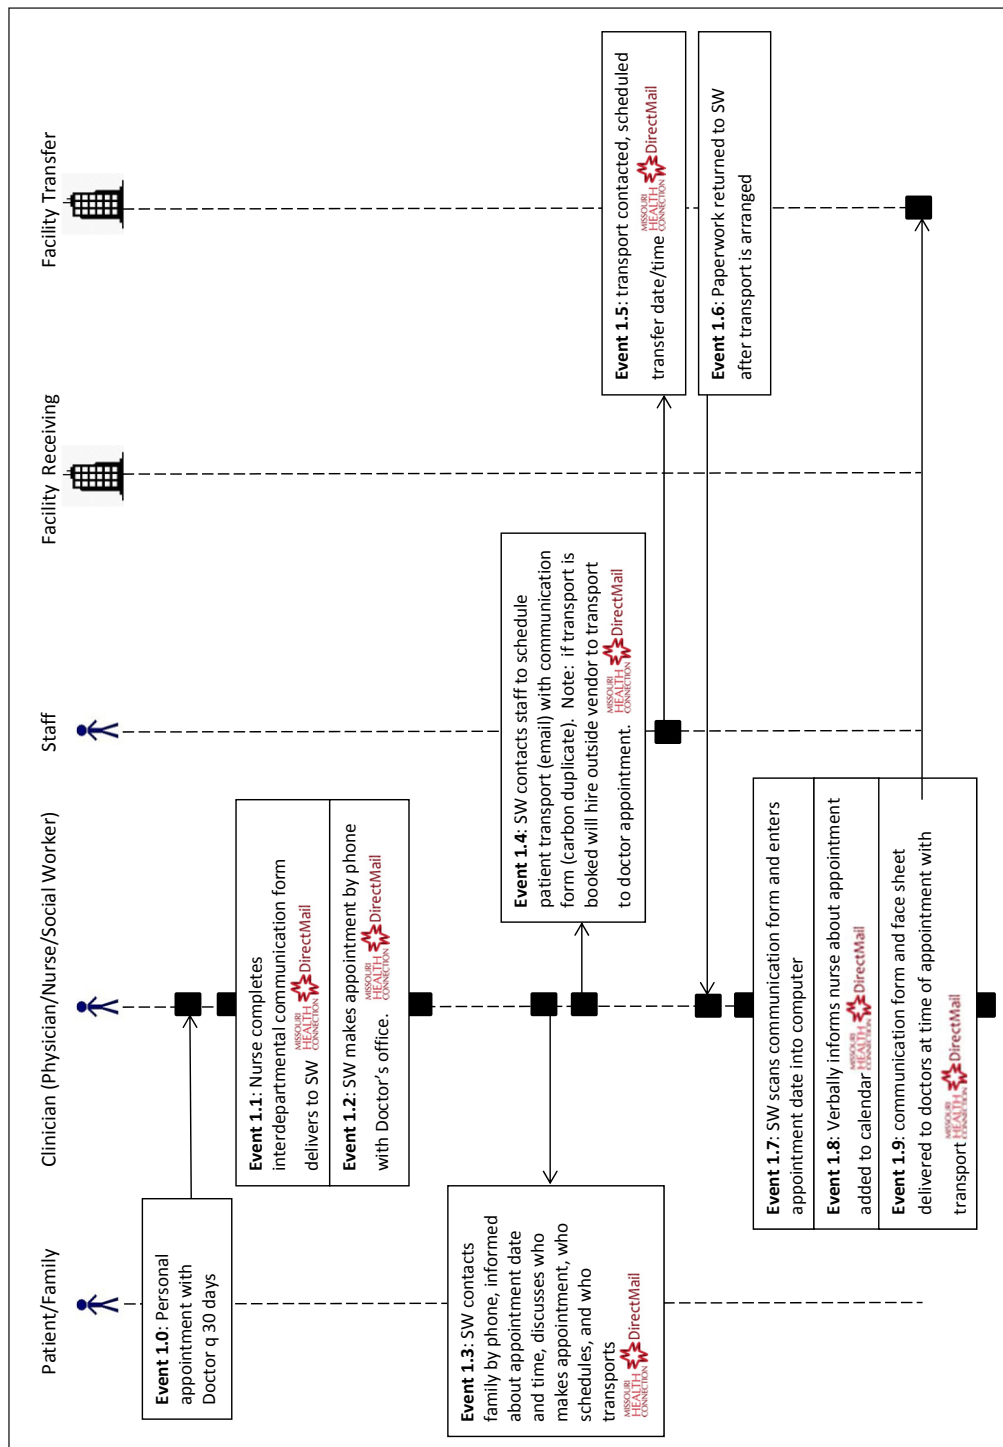 Patient/Family
Clinician (Physician/Nurse/Social Worker)
Staff
Facility Receiving
Facility Transfer
Event 1.0: Personal
appointment with
Doctor q 30 days
Event 1.1: Nurse completes
interdepartmental communication form
delivers to SW
MISSOURI
HEALTH
CONNECTION
DirectMail
Event 1.2: SW makes appointment by phone
with Doctor’s office.
MISSOURI
HEALTH
CONNECTION
DirectMail
Event 1.3: SW contacts
family by phone, informed
about appointment date
and time, discusses who
makes appointment, who
schedules, and who
transports
MISSOURI
HEALTH
CONNECTION
DirectMail
Event 1.4: SW contacts staff to schedule
patient transport (email) with communication
form (carbon duplicate). Note: if transport is
booked will hire outside vendor to transport
to doctor appointment.
MISSOURI
HEALTH
CONNECTION
DirectMail
Event 1.5: transport contacted, scheduled
transfer date/time
MISSOURI
HEALTH
CONNECTION
DirectMail
Event 1.6: Paperwork returned to SW
after transport is arranged
Event 1.7: SW scans communication form and enters
appointment date into computer
Event 1.8: Verbally informs nurse about appointment
added to calendar
MISSOURI
HEALTH
CONNECTION
DirectMail
Event 1.9: communication form and face sheet
delivered to doctors at time of appointment with
transport
MISSOURI
HEALTH
CONNECTION
DirectMail